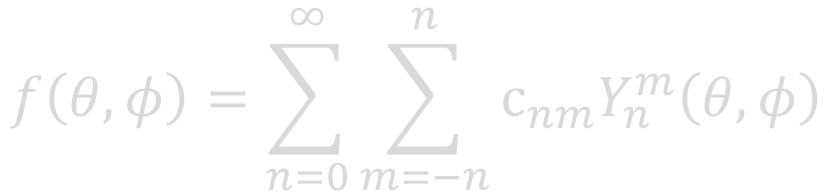 f(θ,ϕ) = ∑_{n=0}^{∞} ∑_{m=−n}^{n} c_{nm}Y_n^m(θ,ϕ)